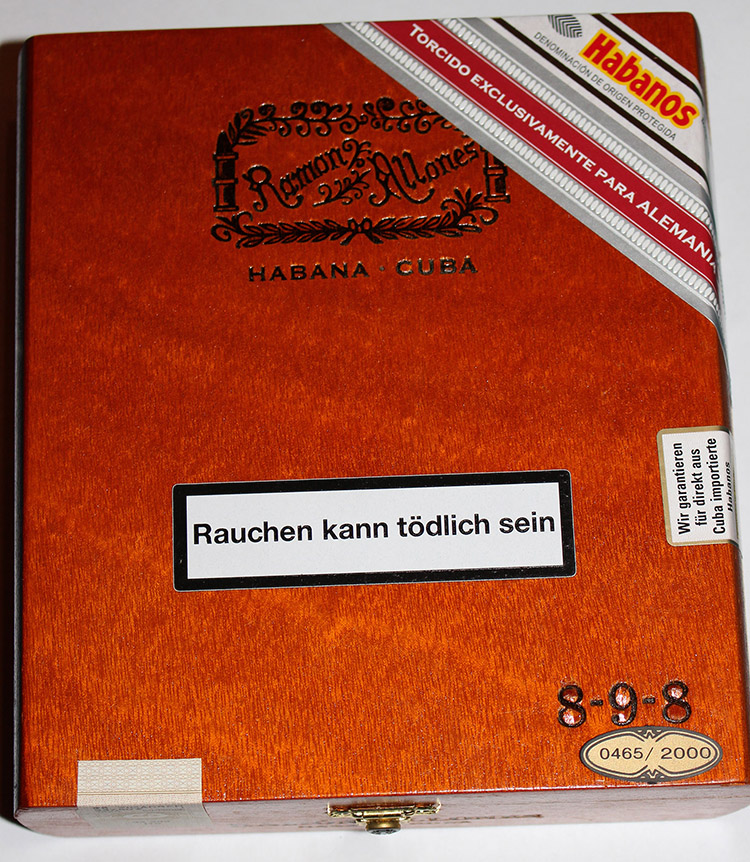 Habanos
DENOMINACIÓN DE ORIGEN PROTEGIDA
TORCIDO EXCLUSIVAMENTE PARA ALEMANIA
Ramon Allones
HABANA · CUBA
Wir garantieren
für direkt aus
Cuba importierte
Habanos
Rauchen kann tödlich sein
8-9-8
0465/2000